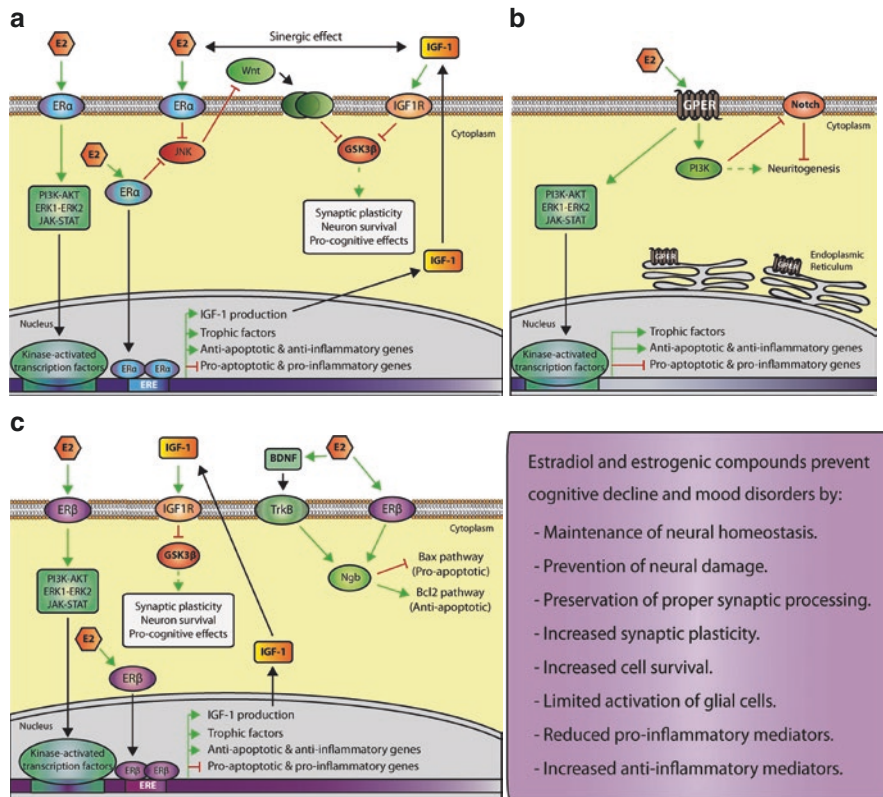 a
E2
E2
Sinergic effect
IGF-1
Wnt
ERα
ERα
IGF1R
Cytoplasm
JNK
GSK3β
E2
ERα
PI3K-AKT
ERK1-ERK2
JAK-STAT
Synaptic plasticity
Neuron survival
Pro-cognitive effects
IGF-1
Nucleus
IGF-1 production
Trophic factors
Anti-apoptotic & anti-inflammatory genes
Pro-apoptotic & pro-inflammatory genes
Kinase-activated
transcription factors
ERα
ERα
ERE
b
E2
GPER
Notch
Cytoplasm
PI3K
Neuritogenesis
PI3K-AKT
ERK1-ERK2
JAK-STAT
GPER
GPER
Endoplasmic
Reticulum
Nucleus
Trophic factors
Anti-apoptotic & anti-inflammatory genes
Pro-aptoptotic & pro-inflammatory genes
Kinase-activated
transcription factors
c
E2
IGF-1
BDNF
E2
ERβ
IGF1R
TrkB
ERβ
Cytoplasm
GSK3β
Ngb
Bax pathway
(Pro-apoptotic)
Bcl2 pathway
(Anti-apoptotic)
PI3K-AKT
ERK1-ERK2
JAK-STAT
Synaptic plasticity
Neuron survival
Pro-cognitive effects
E2
ERβ
IGF-1
Nucleus
IGF-1 production
Trophic factors
Anti-apoptotic & anti-inflammatory genes
Pro-aptoptotic & pro-inflammatory genes
Kinase-activated
transcription factors
ERβ
ERβ
ERE
Estradiol and estrogenic compounds prevent
cognitive decline and mood disorders by:
- Maintenance of neural homeostasis.
- Prevention of neural damage.
- Preservation of proper synaptic processing.
- Increased synaptic plasticity.
- Increased cell survival.
- Limited activation of glial cells.
- Reduced pro-inflammatory mediators.
- Increased anti-inflammatory mediators.